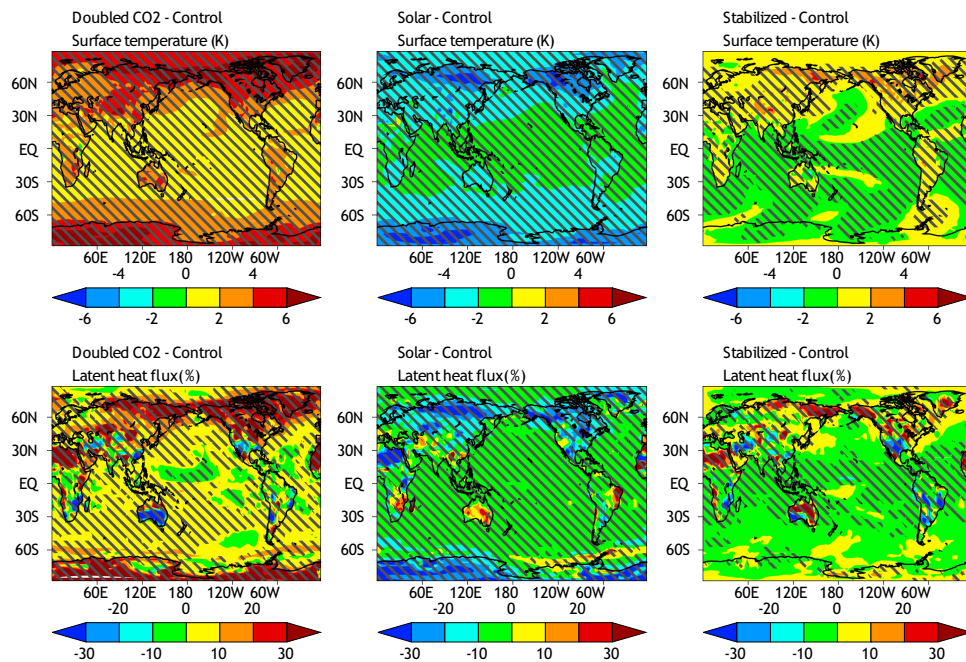 Doubled CO2 - Control
Surface temperature (K)
Solar - Control
Surface temperature (K)
Stabilized - Control
Surface temperature (K)
60N
30N
EQ
30S
60S
60E 120E 180 120W 60W
60N
30N
EQ
30S
60S
60E 120E 180 120W 60W
60N
30N
EQ
30S
60S
60E 120E 180 120W 60W
-4 0 4
-6 -2 2 6
-4 0 4
-6 -2 2 6
-4 0 4
-6 -2 2 6
Doubled CO2 - Control
Latent heat flux(%)
Solar - Control
Latent heat flux(%)
Stabilized - Control
Latent heat flux(%)
60N
30N
EQ
30S
60S
60E 120E 180 120W 60W
60N
30N
EQ
30S
60S
60E 120E 180 120W 60W
60N
30N
EQ
30S
60S
60E 120E 180 120W 60W
-20 0 20
-30 -10 10 30
-20 0 20
-30 -10 10 30
-20 0 20
-30 -10 10 30